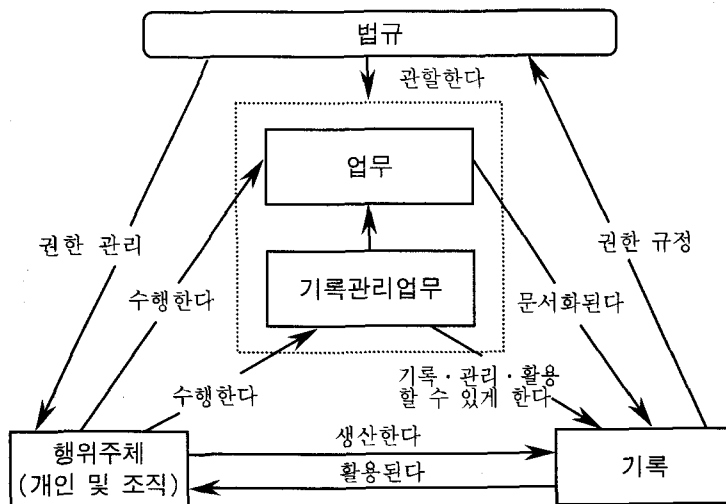 법규
관할한다
업무
권한 관리
권한 규정
수행한다
기록관리업무
문서화된다
수행한다
기록·관리·활용
할 수 있게 한다
행위주체
(개인 및 조직)
생산한다
활용된다
기록